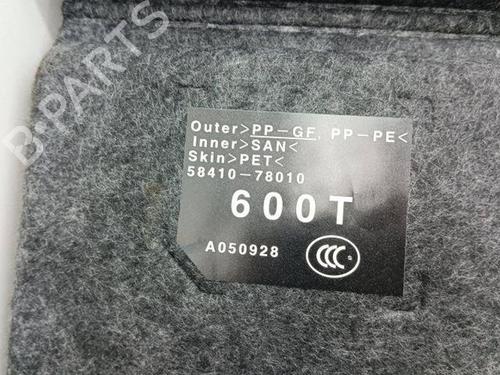 B-PARTS
Outer>PP-GF, PP-PE<
Inner>SAN<
Skin>PET<
58410-78010
600T
A050928
CCC